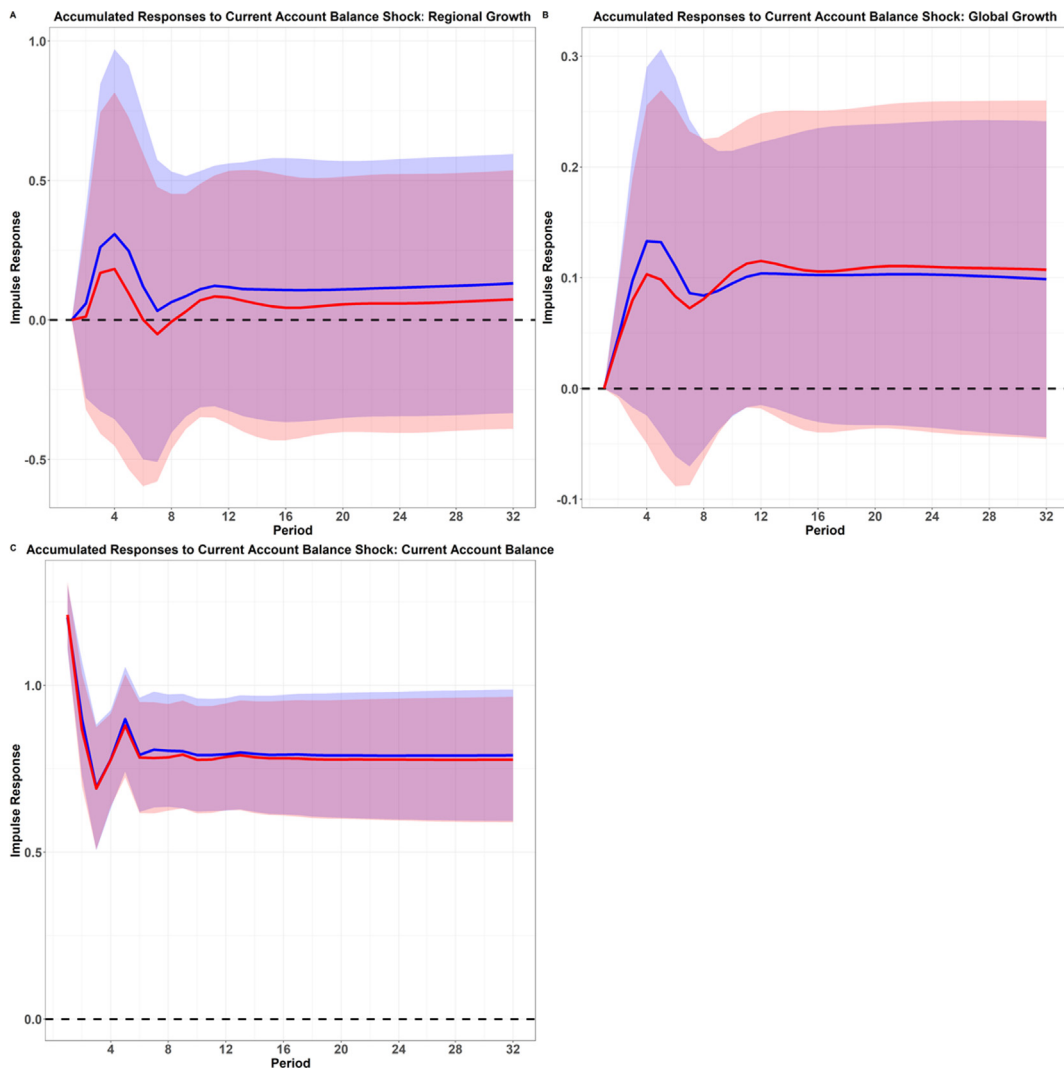 A Accumulated Responses to Current Account Balance Shock: Regional Growth
1.0
0.5
0.0
-0.5
Impulse Response
4 8 12 16 20 24 28 32
Period
B Accumulated Responses to Current Account Balance Shock: Global Growth
0.3
0.2
0.1
0.0
-0.1
Impulse Response
4 8 12 16 20 24 28 32
Period
C Accumulated Responses to Current Account Balance Shock: Current Account Balance
1.0
0.5
0.0
Impulse Response
4 8 12 16 20 24 28 32
Period